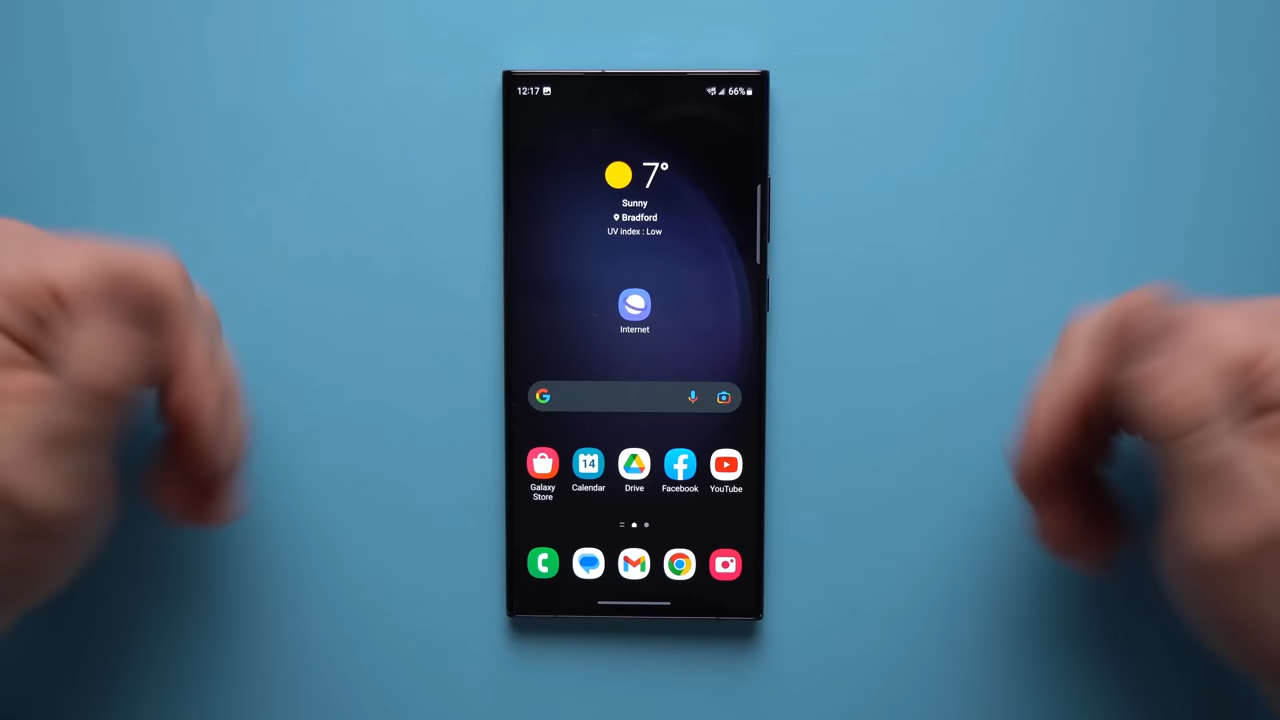 12:17 66%
7°
Sunny
Bradford
UV index : Low
Internet
14
Galaxy Store
Calendar
Drive
Facebook
YouTube